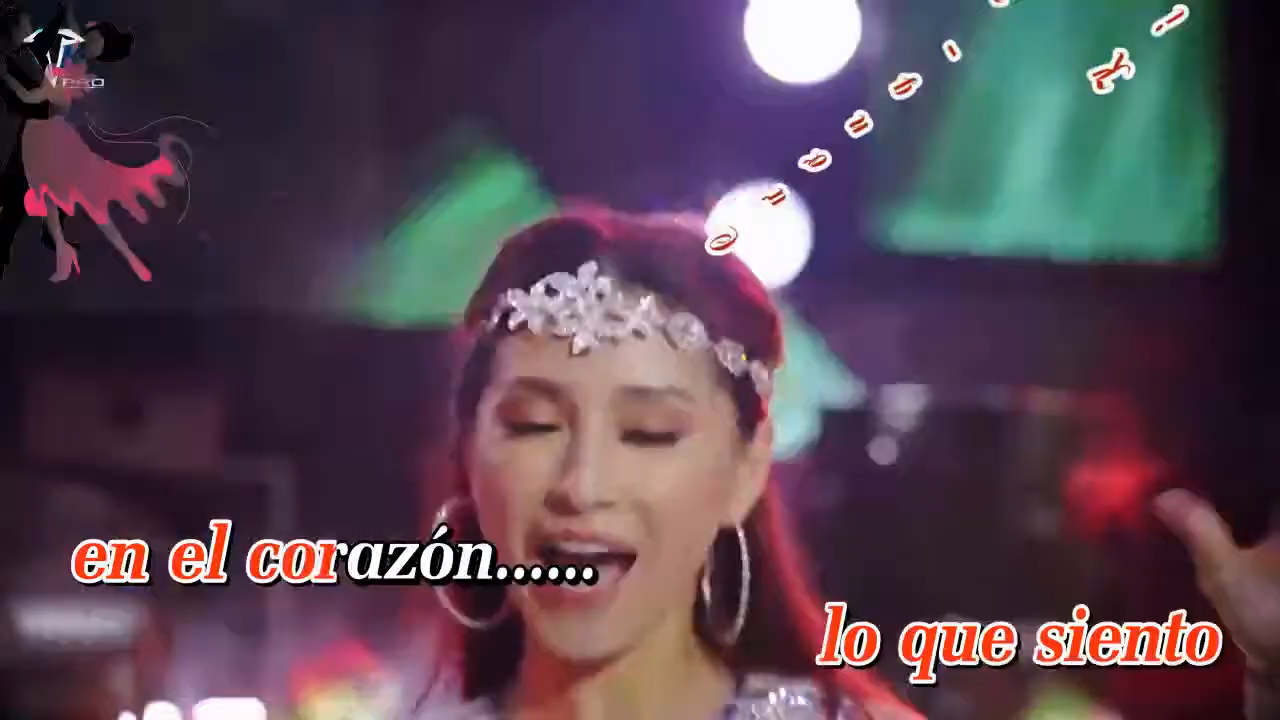 en el corazón......
lo que siento